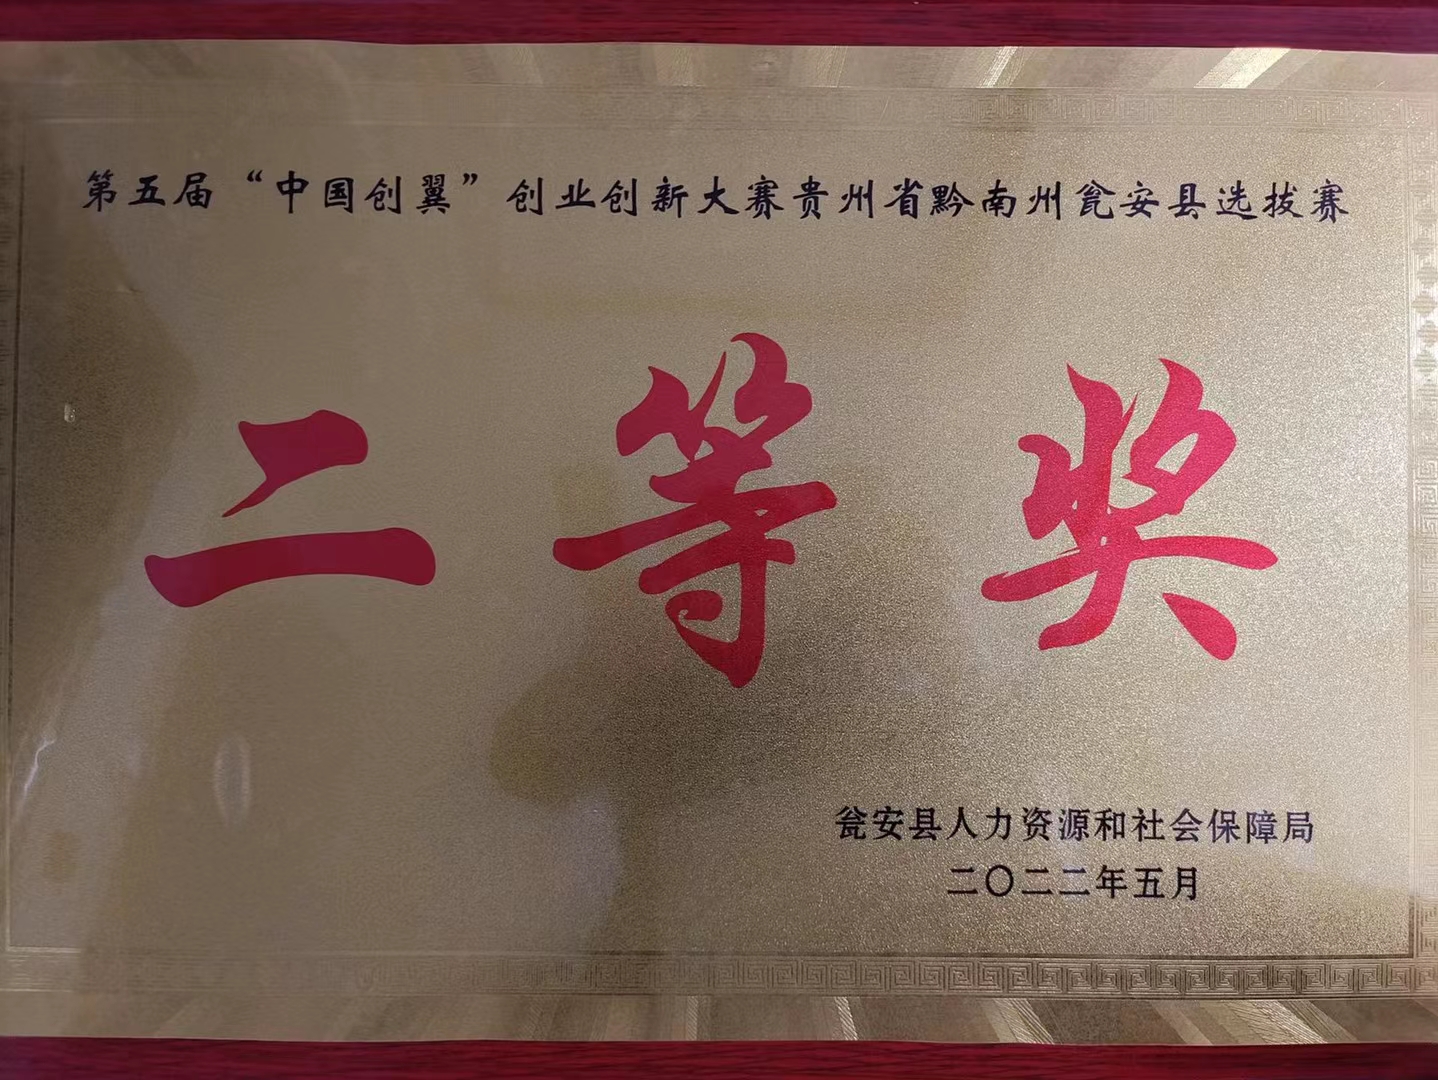 第五届“中国创翼”创业创新大赛贵州省黔南州瓮安县选拔赛
二等奖
瓮安县人力资源和社会保障局
二〇二二年五月